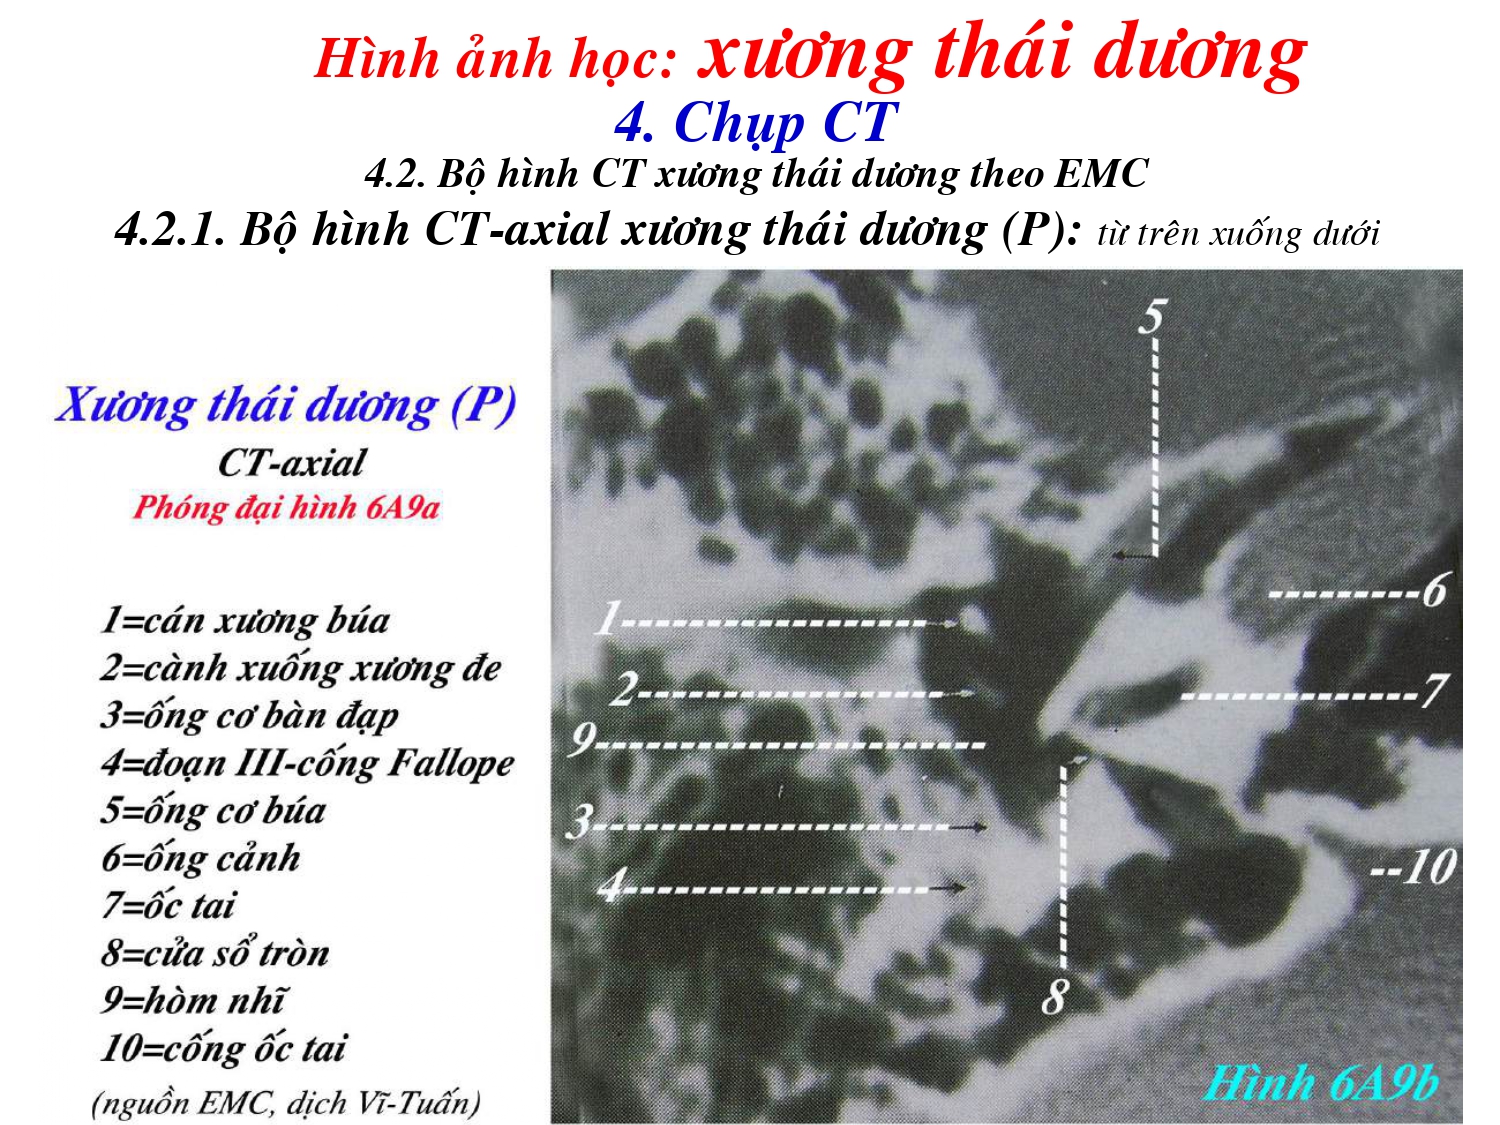 Hình ảnh học: xương thái dương
4. Chụp CT
4.2. Bộ hình CT xương thái dương theo EMC
4.2.1. Bộ hình CT-axial xương thái dương (P): từ trên xuống dưới
Xương thái dương (P)
CT-axial
Phóng đại hình 6A9a
1=cán xương búa
2=cành xuống xương đe
3=ống cơ bàn đạp
4=đoạn III-cống Fallope
5=ống cơ búa
6=ống cảnh
7=ốc tai
8=cửa sổ tròn
9=hòm nhĩ
10=cống ốc tai
(nguồn EMC, dịch Vĩ-Tuấn)
5
6
1
2
7
9
3
4
--10
8
Hình 6A9b